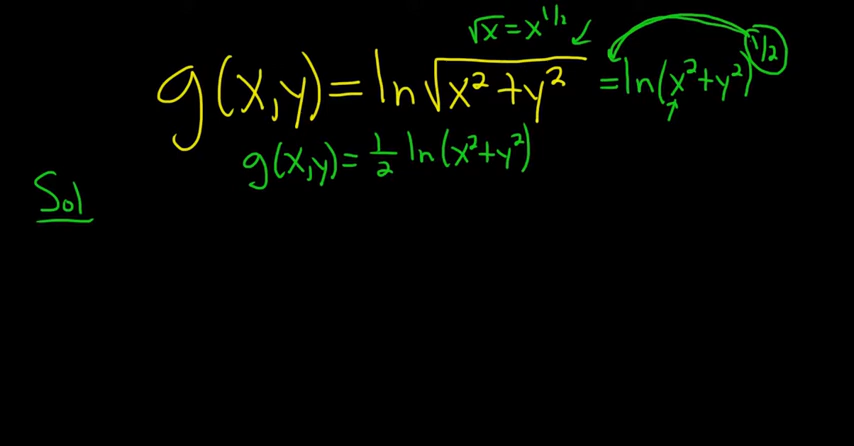 √x = x^1/2
g(x,y) = ln √x² + y² = ln(x² + y²)^1/2
g(x,y) = 1/2 ln(x² + y²)
Sol